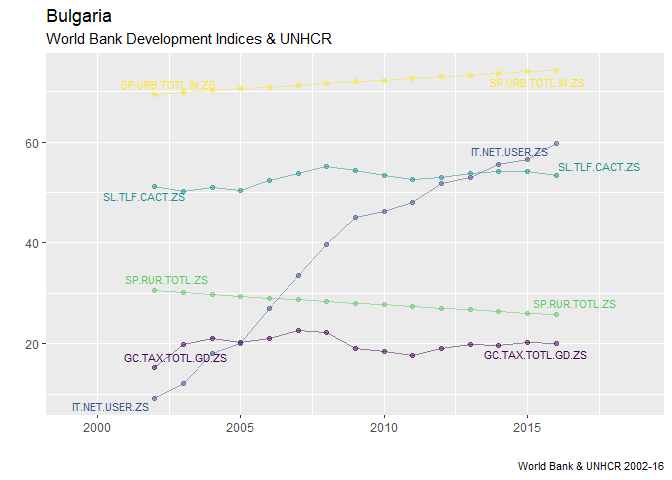 Bulgaria
World Bank Development Indices & UNHCR
SP.URB.TOTL.IN.ZS
SP.URB.TOTL.IN.ZS
60
IT.NET.USER.ZS
SL.TLF.CACT.ZS
SL.TLF.CACT.ZS
40
SP.RUR.TOTL.ZS
SP.RUR.TOTL.ZS
20
GC.TAX.TOTL.GD.ZS
GC.TAX.TOTL.GD.ZS
IT.NET.USER.ZS
2000 2005 2010 2015
World Bank & UNHCR 2002-16